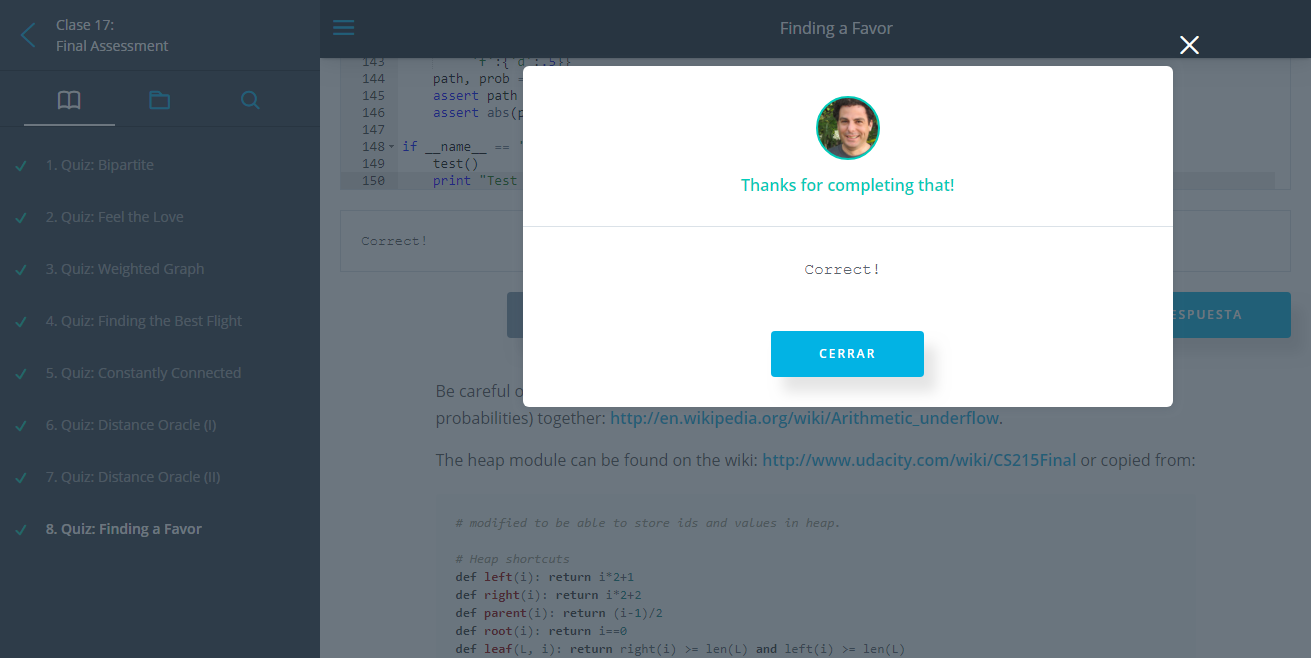 Clase 17:
Final Assessment
1. Quiz: Bipartite
2. Quiz: Feel the Love
3. Quiz: Weighted Graph
4. Quiz: Finding the Best Flight
5. Quiz: Constantly Connected
6. Quiz: Distance Oracle (I)
7. Quiz: Distance Oracle (II)
8. Quiz: Finding a Favor
Finding a Favor
143 'f':{'d':.5}}
144 path, prob =
145 assert path
146 assert abs(p
147
148 if __name__ == '
149 test()
150 print "Test
Correct!
Thanks for completing that!
Correct!
CERRAR
ESPUESTA
Be careful o
probabilities) together: http://en.wikipedia.org/wiki/Arithmetic_underflow.
The heap module can be found on the wiki: http://www.udacity.com/wiki/CS215Final or copied from:
# modified to be able to store ids and values in heap.
# Heap shortcuts
def left(i): return i*2+1
def right(i): return i*2+2
def parent(i): return (i-1)/2
def root(i): return i==0
def leaf(L, i): return right(i) >= len(L) and left(i) >= len(L)